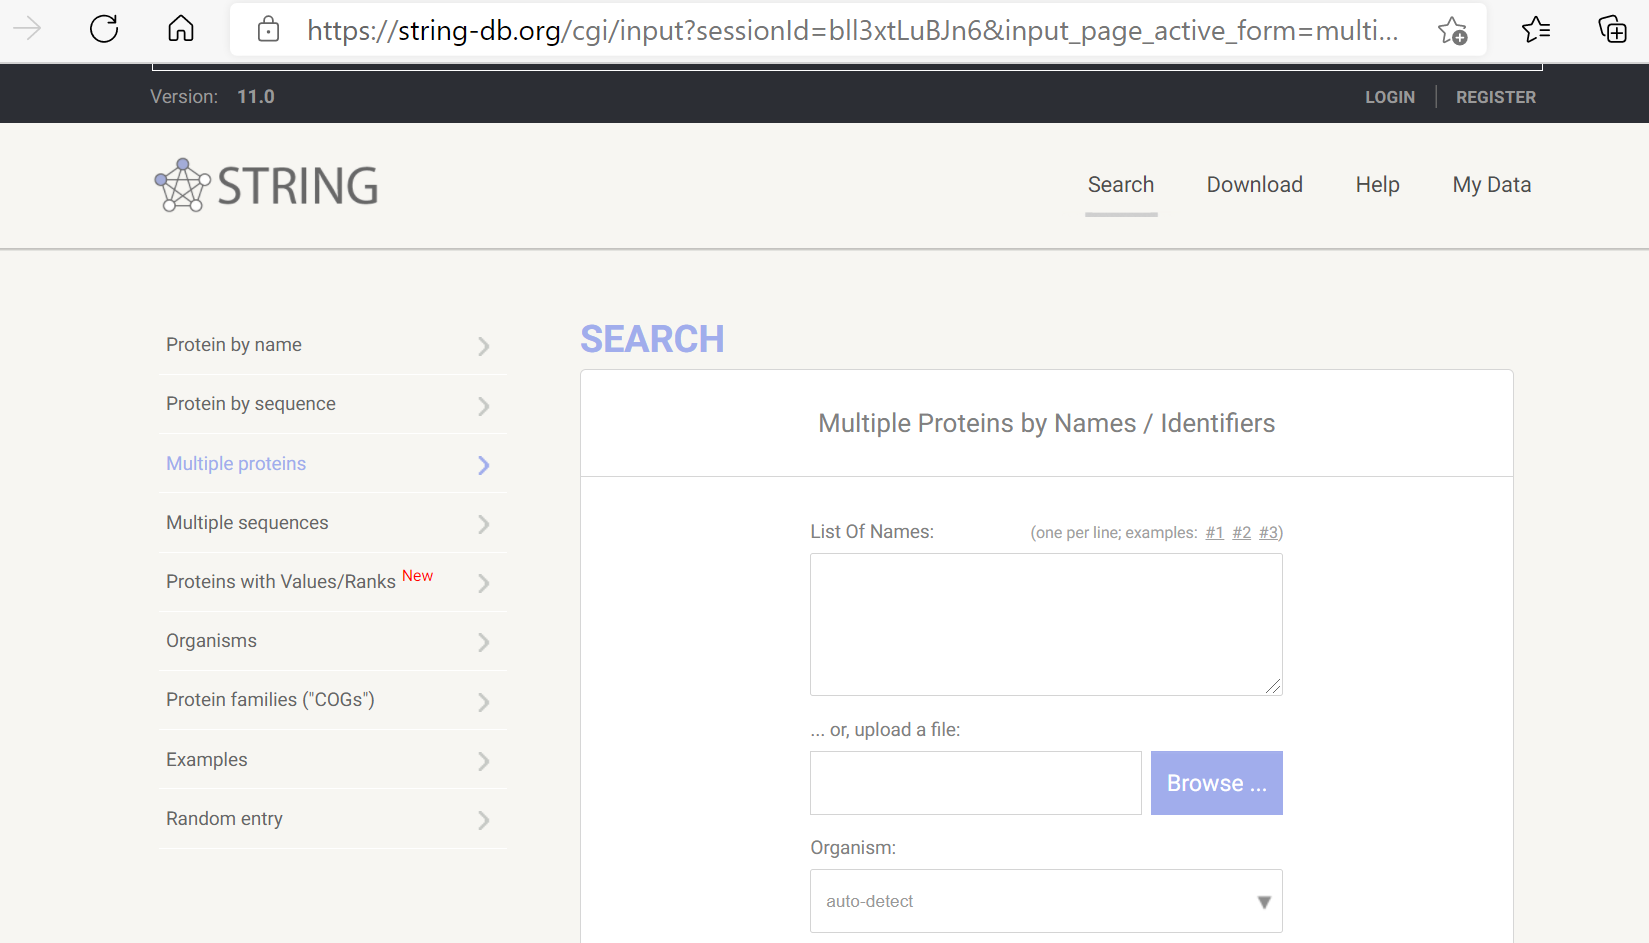 https://string-db.org/cgi/input?sessionId=bll3xtLuBJn6&input_page_active_form=multi...
Version: 11.0
LOGIN | REGISTER
STRING
Search Download Help My Data
Protein by name
Protein by sequence
Multiple proteins
Multiple sequences
Proteins with Values/Ranks New
Organisms
Protein families ("COGs")
Examples
Random entry
SEARCH
Multiple Proteins by Names / Identifiers
List Of Names: (one per line; examples: #1 #2 #3)
... or, upload a file:
Browse ...
Organism:
auto-detect